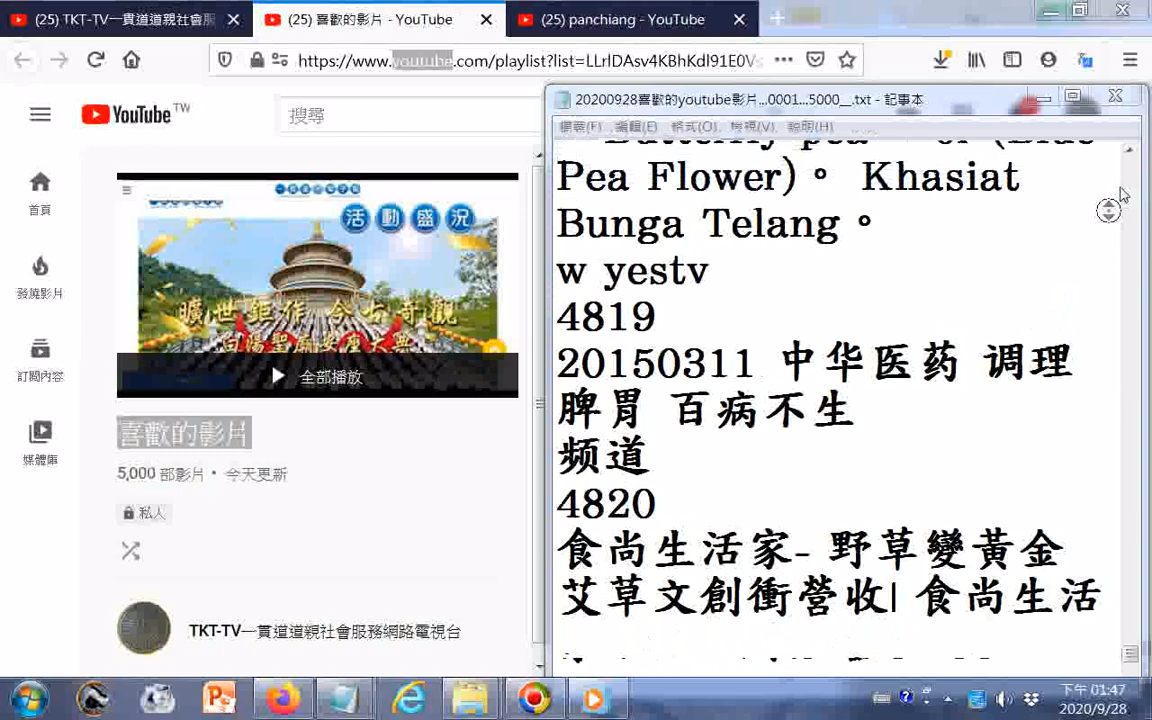 (25) TKT-TV一貫道道親社會服
(25) 喜歡的影片 - YouTube
(25) panchiang - YouTube
https://www.youtube.com/playlist?list=LLrlDAsv4KBhKdl91E0Vs
YouTube TW
搜尋
首頁
發燒影片
訂閱內容
媒體庫
活動盛況
曠世鉅作 今古奇觀
全部播放
喜歡的影片
5,000 部影片・今天更新
私人
TKT-TV一貫道道親社會服務網路電視台
20200928喜歡的youtube影片...0001...5000__.txt - 記事本
檔案(F) 編輯(E) 格式(O) 檢視(V) 說明(H)
Pea Flower)。 Khasiat
Bunga Telang。
w yestv
4819
20150311 中华医药 调理
脾胃 百病不生
频道
4820
食尚生活家- 野草變黃金
艾草文創衝營收| 食尚生活
下午 01:47
2020/9/28